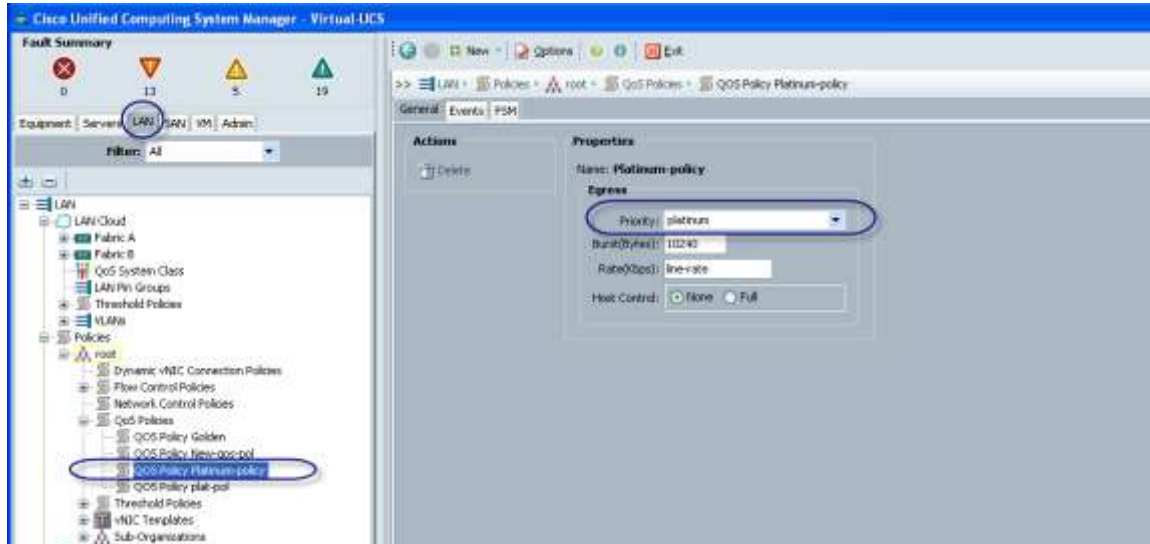 Cisco Unified Computing System Manager - Virtual-UCS
Fault Summary
0 13 5 19
Equipment Servers LAN SAN VM Admin
Filter: All
LAN
LAN Cloud
Fabric A
Fabric B
QoS System Class
LAN Pin Groups
Threshold Policies
VLANs
Policies
root
Dynamic vNIC Connection Policies
Flow Control Policies
Network Control Policies
QoS Policies
QOS Policy Golden
QOS Policy New-qos-pol
QOS Policy Platinum-policy
QOS Policy plat-pol
Threshold Policies
vNIC Templates
Sub-Organizations
New Options Exit
>> LAN Policies root QoS Policies QOS Policy Platinum-policy
General Events FSM
Actions
Delete
Properties
Name: Platinum-policy
Egress
Priority: platinum
Burst(Bytes): 10240
Rate(Kbps): line-rate
Host Control: None Full